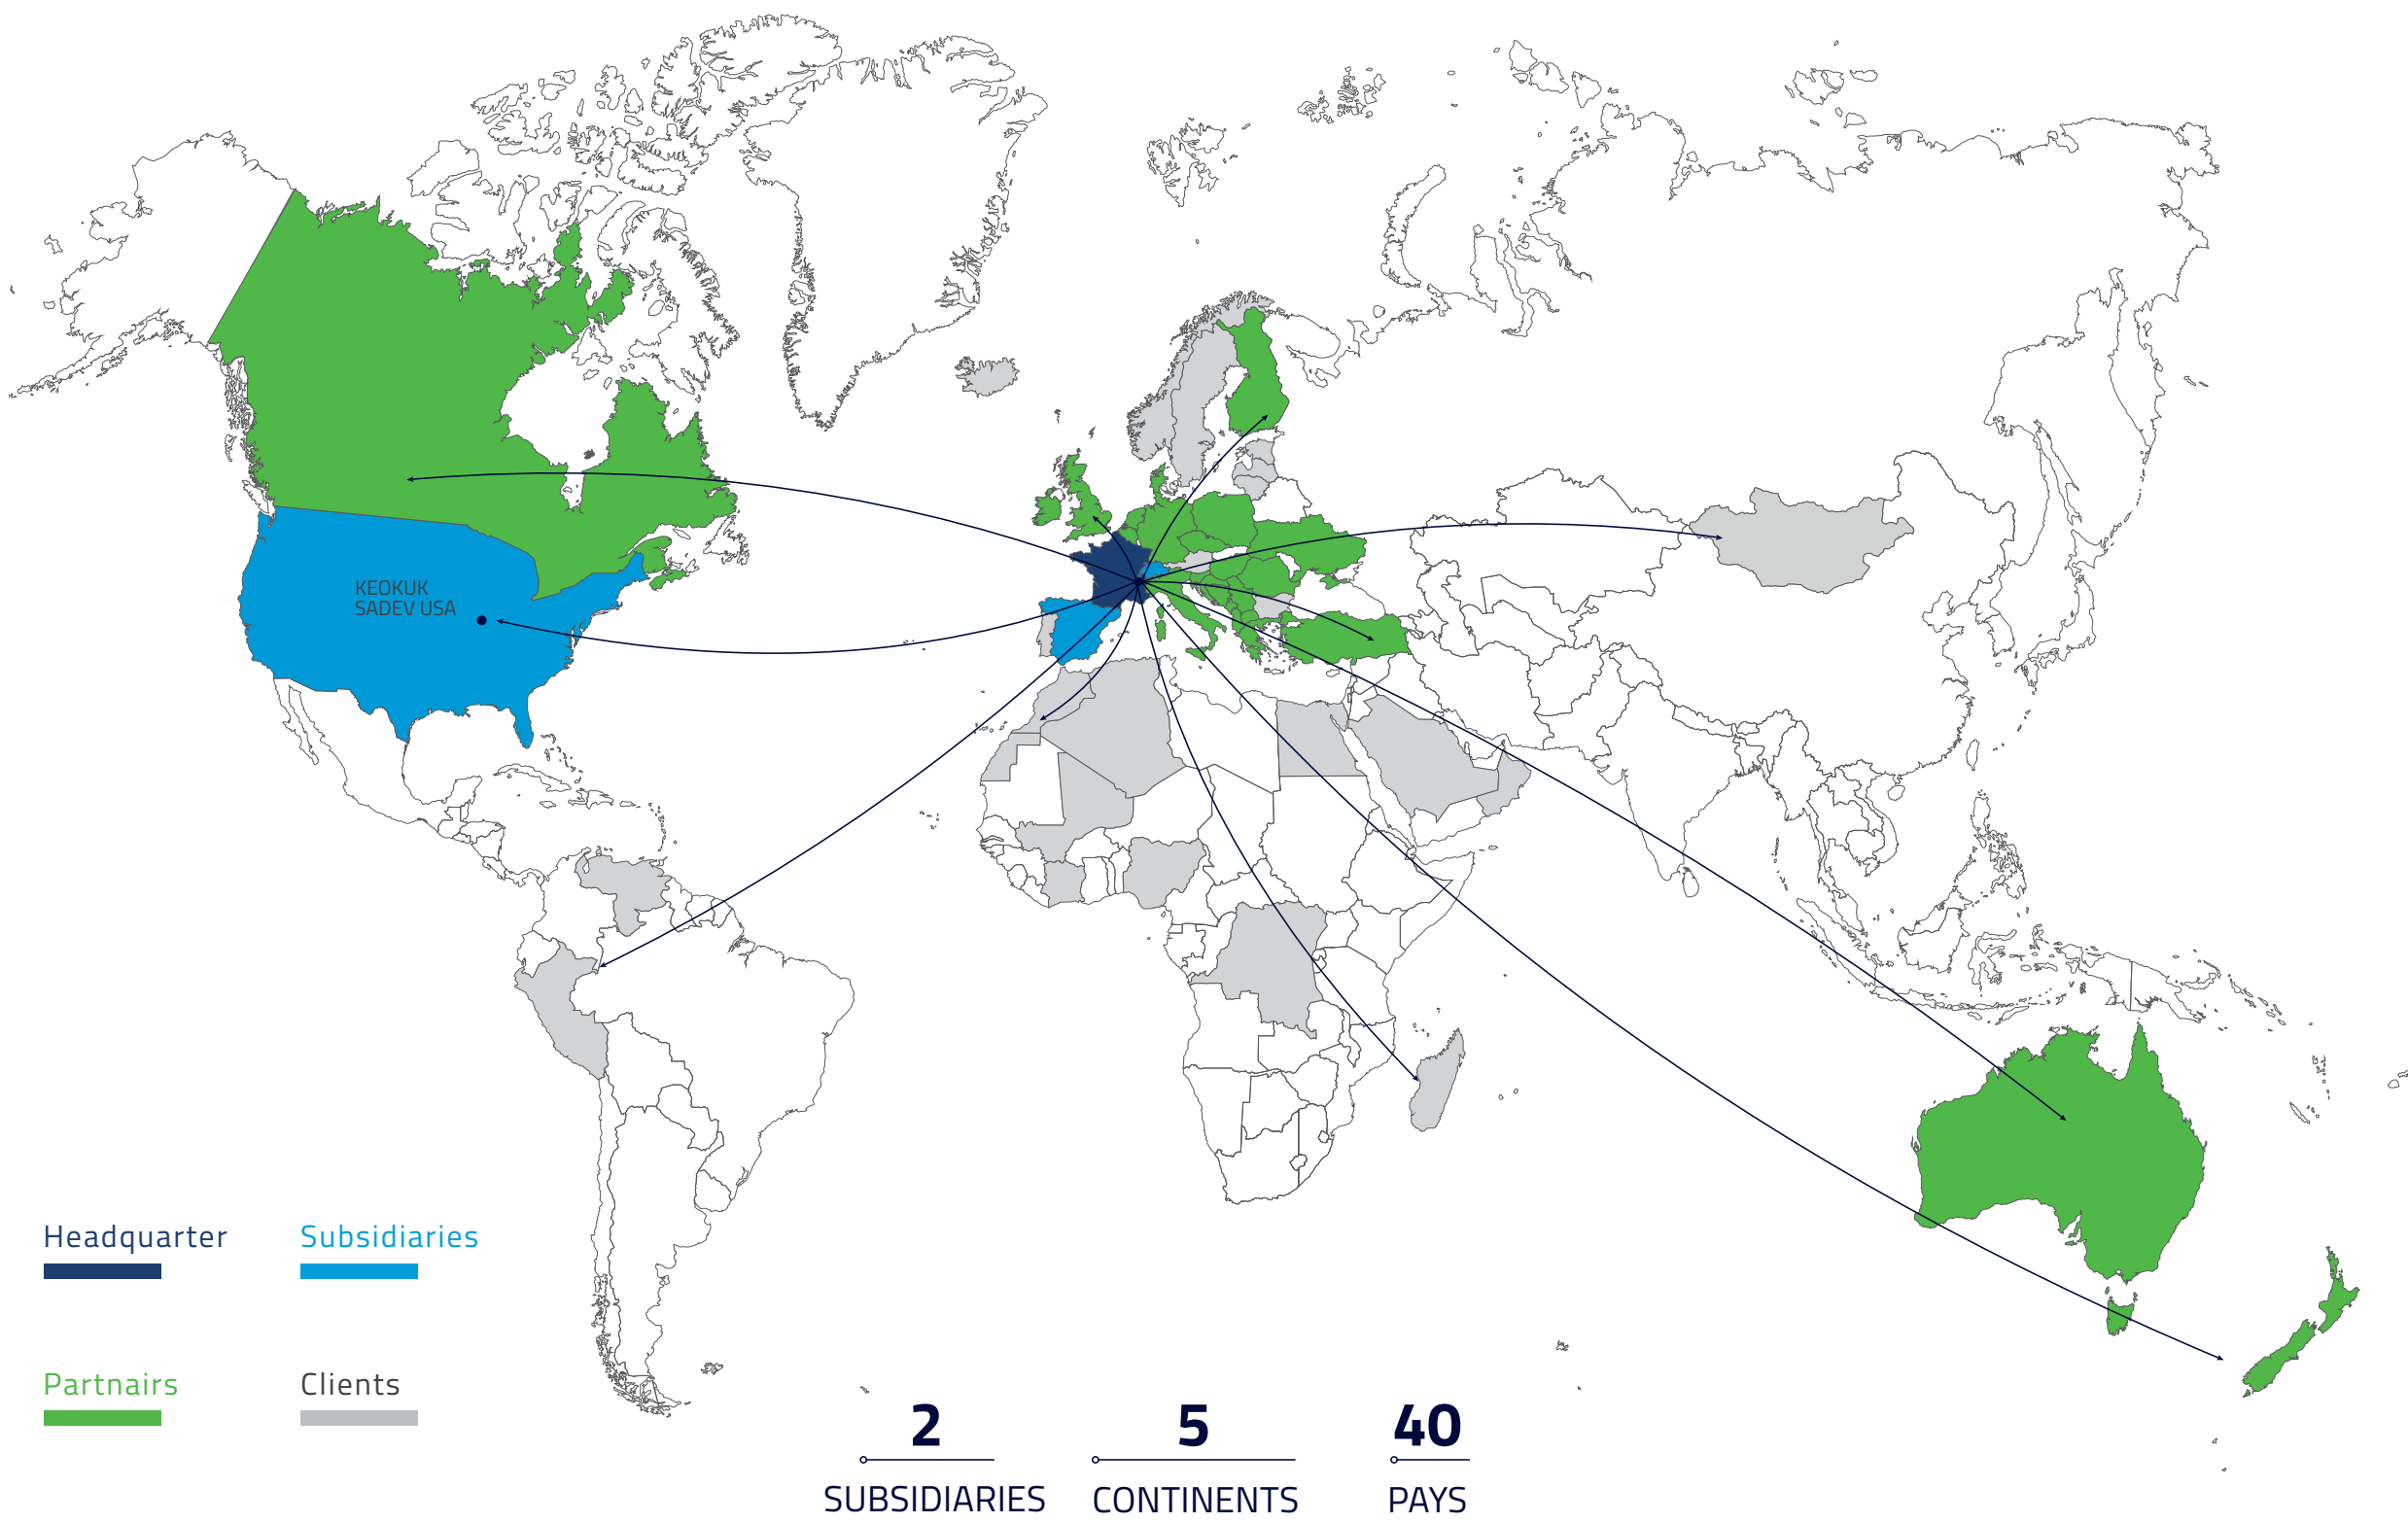 KEOKUK
SADEV USA
Headquarter
Subsidiaries
Partnairs
Clients
2
SUBSIDIARIES
5
CONTINENTS
40
PAYS